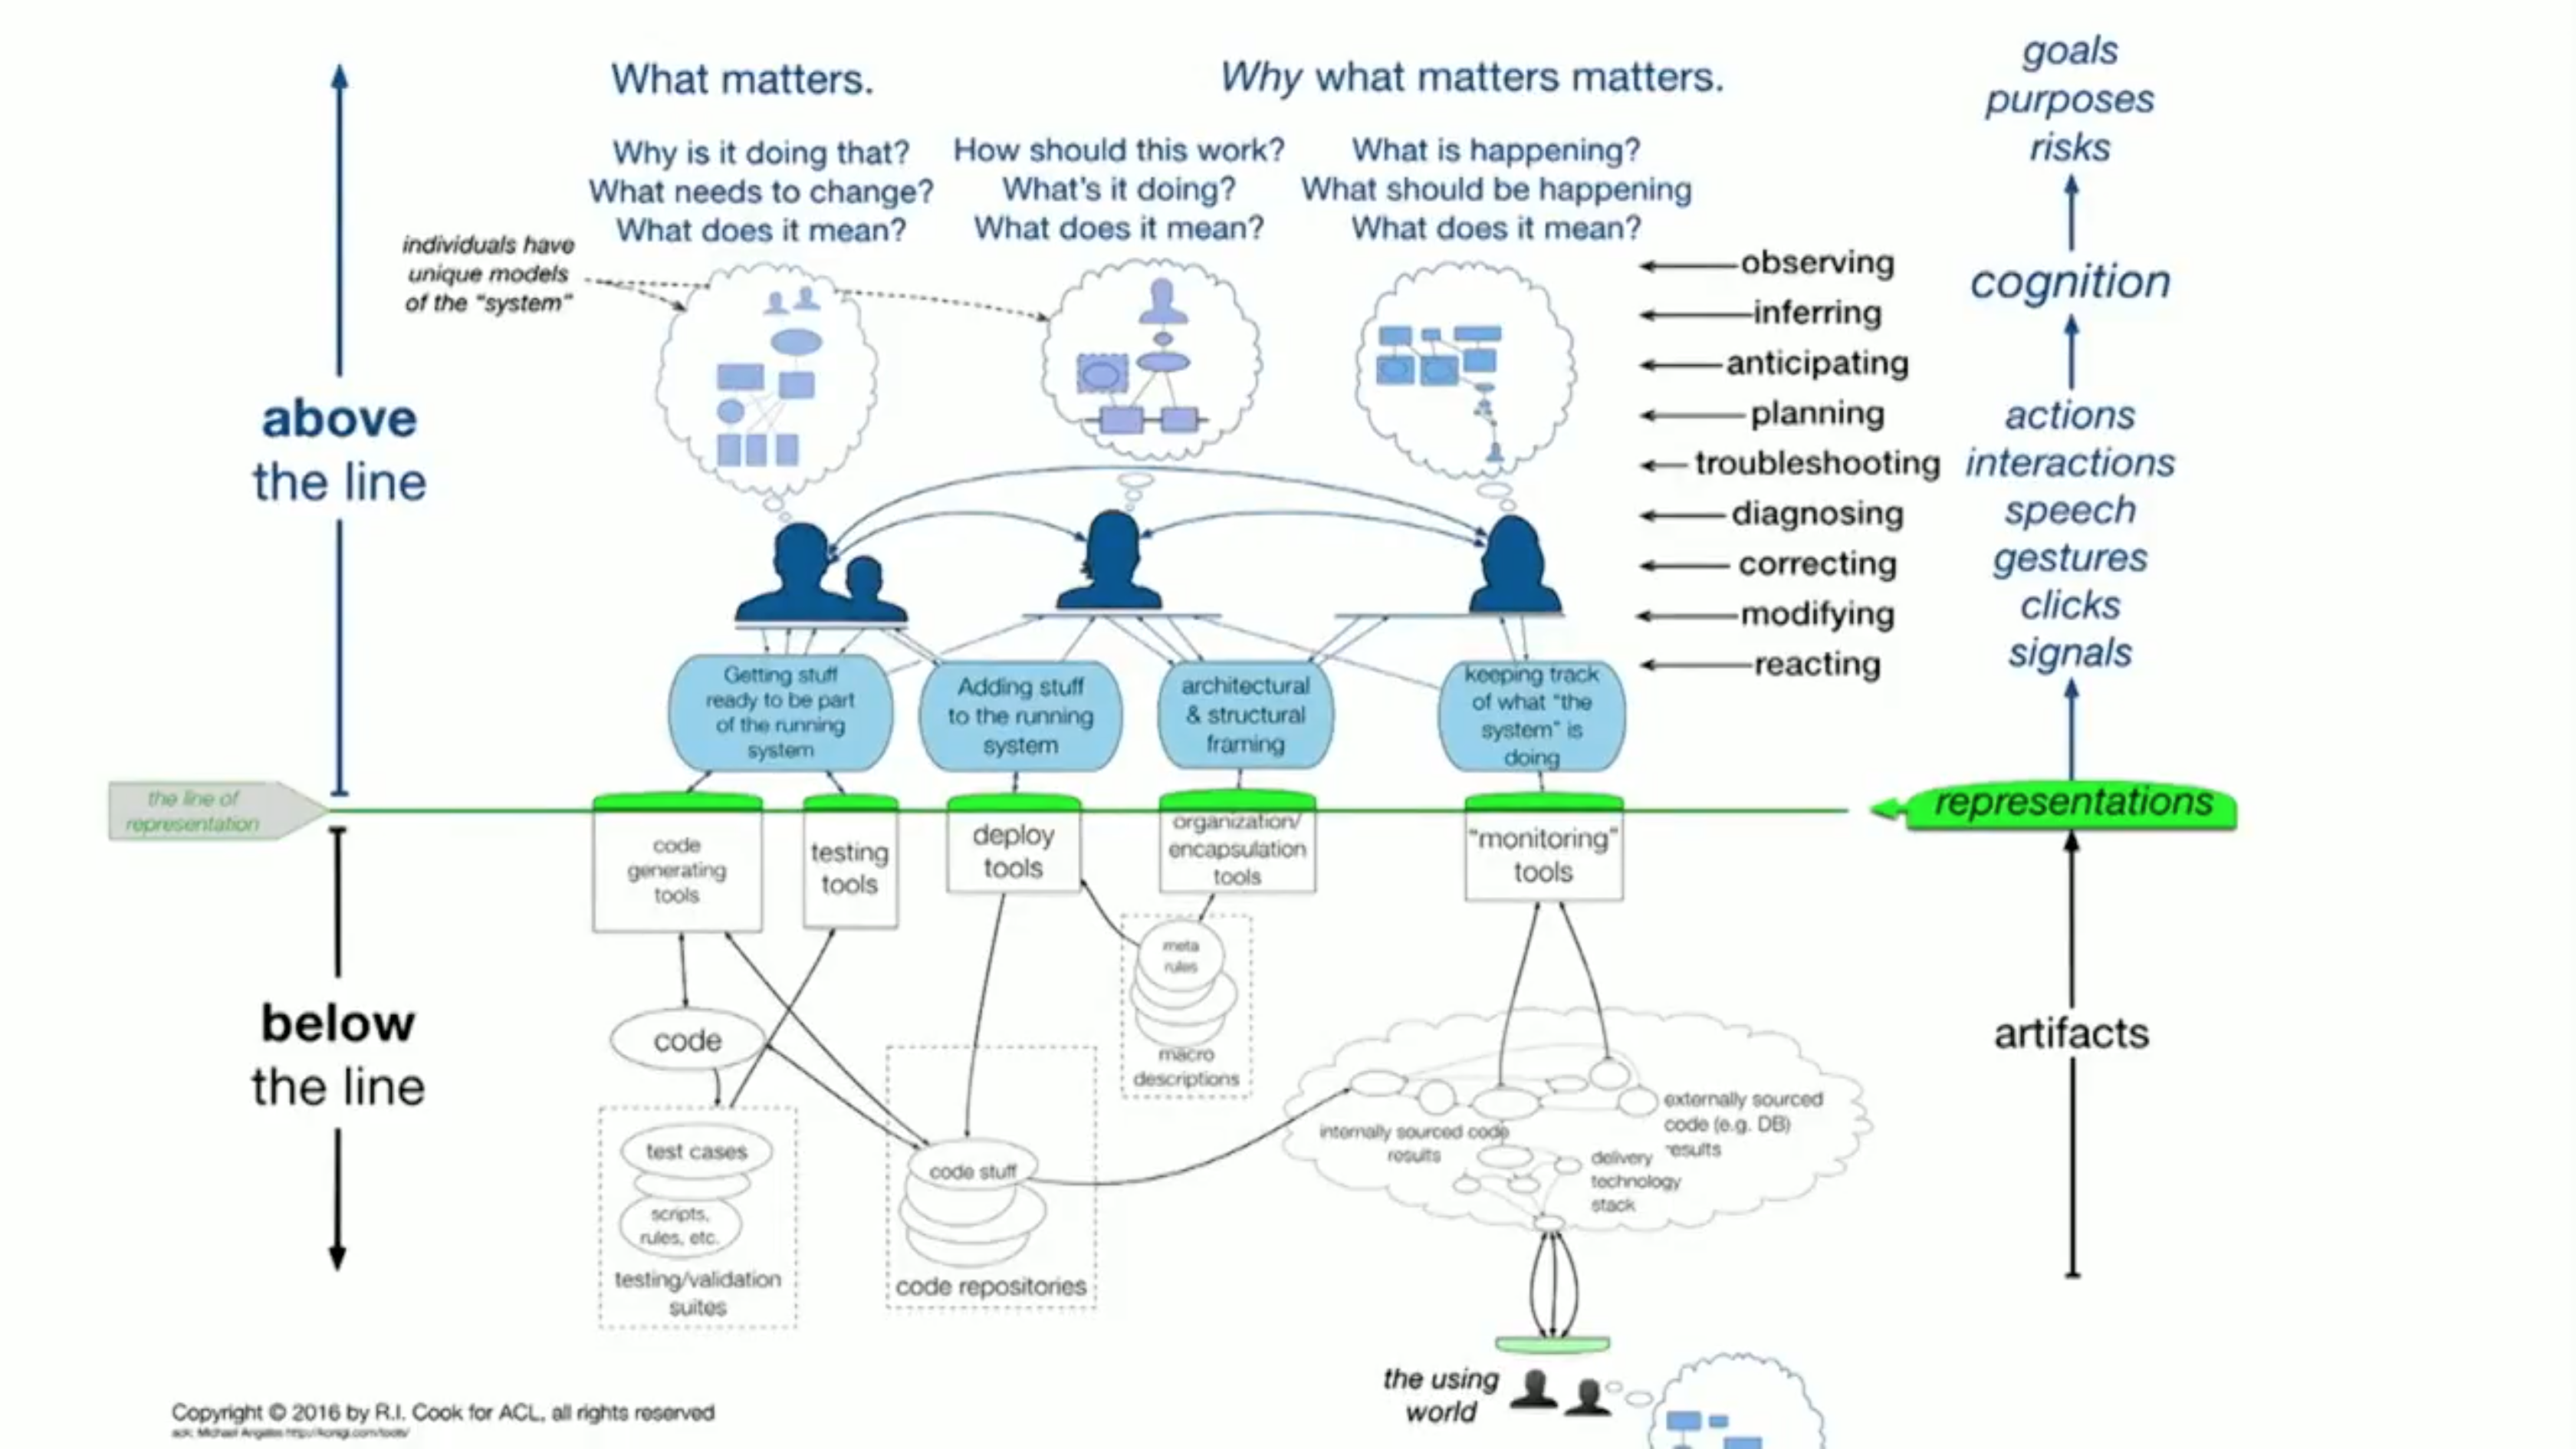 What matters.
Why what matters matters.
goals
purposes
risks
Why is it doing that?
What needs to change?
What does it mean?
How should this work?
What's it doing?
What does it mean?
What is happening?
What should be happening
What does it mean?
individuals have
unique models
of the "system"
observing
inferring
anticipating
planning
troubleshooting
diagnosing
correcting
modifying
reacting
cognition
actions
interactions
speech
gestures
clicks
signals
above
the line
Getting stuff
ready to be part
of the running
system
Adding stuff
to the running
system
architectural
& structural
framing
keeping track
of what "the
system" is
doing
the line of
representation
representations
code
generating
tools
testing
tools
deploy
tools
organization/
encapsulation
tools
"monitoring"
tools
meta
rules
macro
descriptions
below
the line
artifacts
code
test cases
scripts,
rules, etc.
testing/validation
suites
code stuff
code repositories
internally sourced code
results
externally sourced
code (e.g. DB)
results
delivery
technology
stack
the using
world
Copyright © 2016 by R.I. Cook for ACL, all rights reserved
ack: Michael Angeles http://konigi.com/tools/